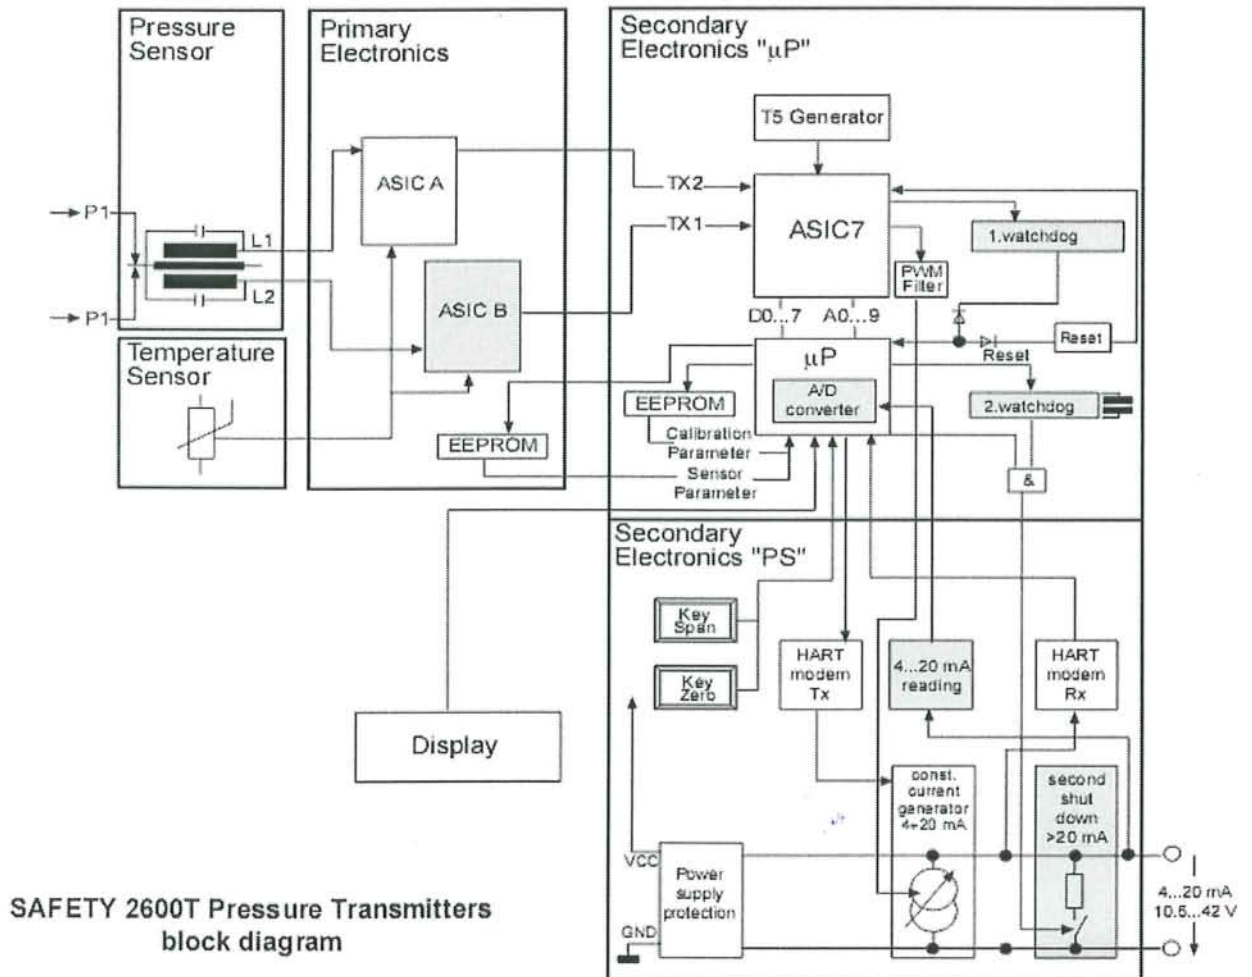 Pressure
Sensor
Primary
Electronics
Secondary
Electronics "µP"
T5 Generator
ASIC A
TX2
ASIC7
P1
L1
TX1
1.watchdog
PWM
Filter
L2
ASIC B
P1
D0...7
A0...9
Reset
Reset
Temperature
Sensor
µP
A/D
converter
EEPROM
2.watchdog
EEPROM
Calibration
Parameter
Sensor
Parameter
&
Secondary
Electronics "PS"
Key
Span
HART
modem
Tx
4...20 mA
reading
HART
modem
Rx
Key
Zero
Display
const.
current
generator
4÷20 mA
second
shut
down
>20 mA
VCC
Power
supply
protection
GND
4...20 mA
10.5...42 V
SAFETY 2600T Pressure Transmitters
block diagram